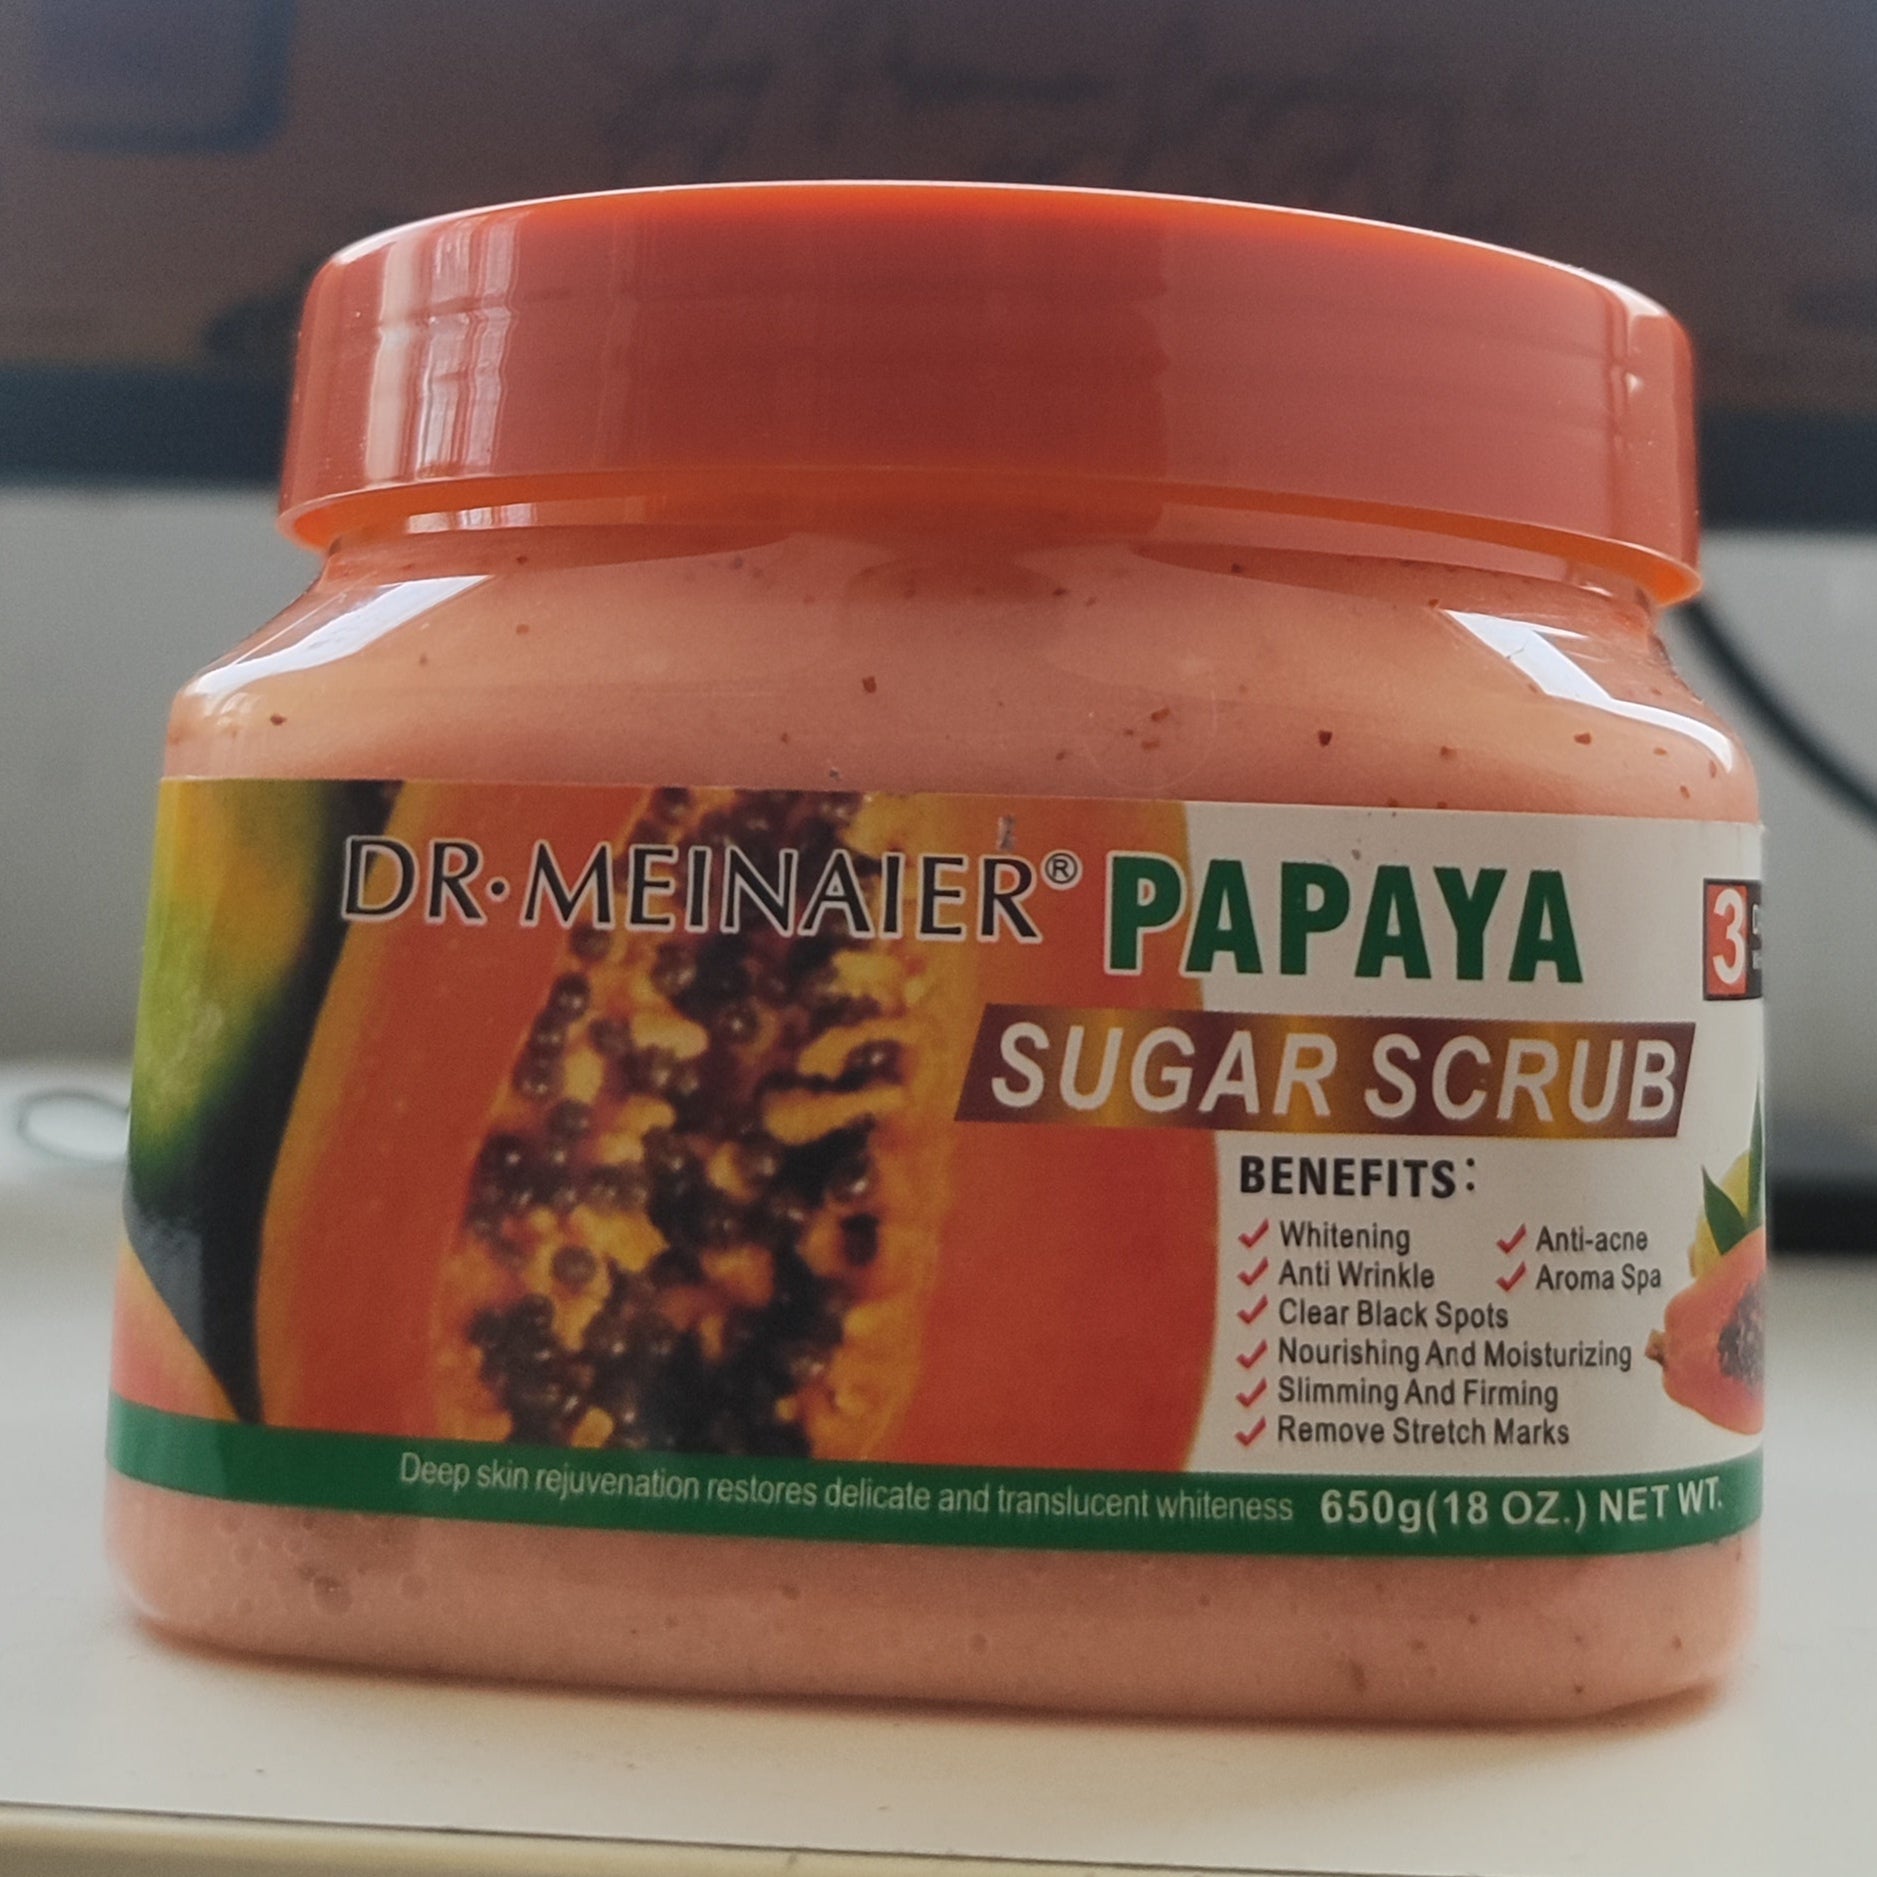 DR·MEINAIER® PAPAYA
3
SUGAR SCRUB
BENEFITS:
Whitening Anti-acne
Anti Wrinkle Aroma Spa
Clear Black Spots
Nourishing And Moisturizing
Slimming And Firming
Remove Stretch Marks
Deep skin rejuvenation restores delicate and translucent whiteness 650g(18 OZ.) NET WT.